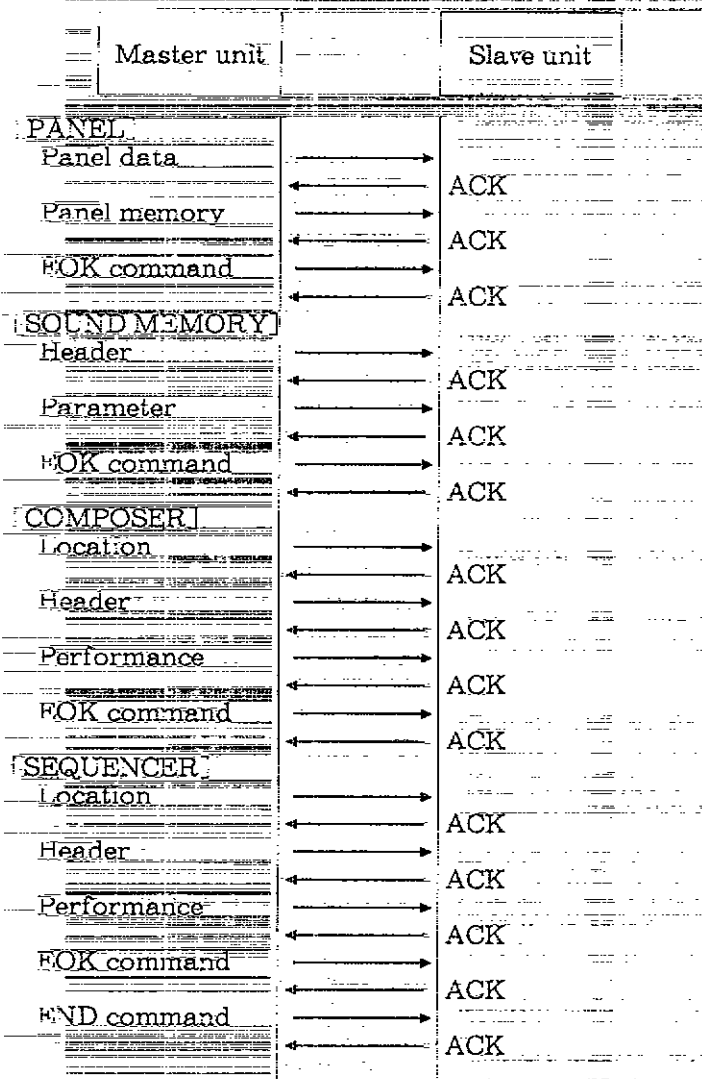 Master unit Slave unit
[PANEL]
Panel data
ACK
Panel memory
ACK
EOK command
ACK
[SOUND MEMORY]
Header
ACK
Parameter
ACK
EOK command
ACK
[COMPOSER]
Location
ACK
Header
ACK
Performance
ACK
EOK command
ACK
[SEQUENCER]
Location
ACK
Header
ACK
Performance
ACK
EOK command
ACK
END command
ACK